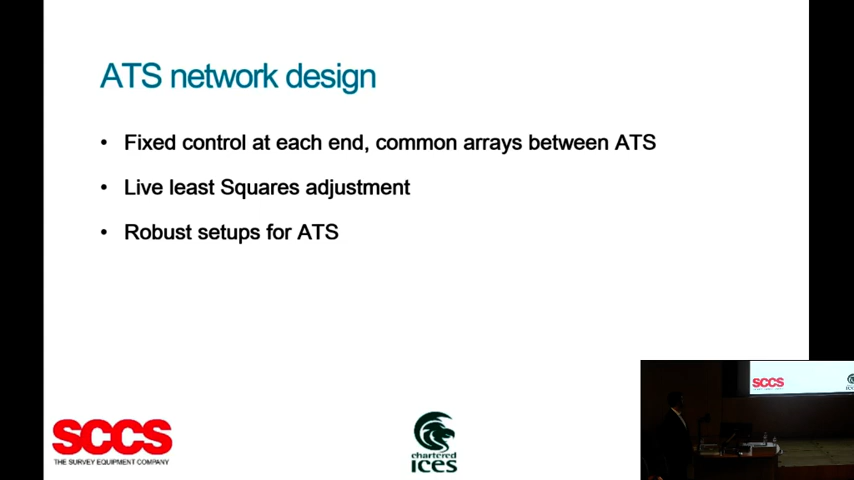 ATS network design
• Fixed control at each end, common arrays between ATS
• Live least Squares adjustment
• Robust setups for ATS
SCCS
THE SURVEY EQUIPMENT COMPANY
chartered
ices
SCCS